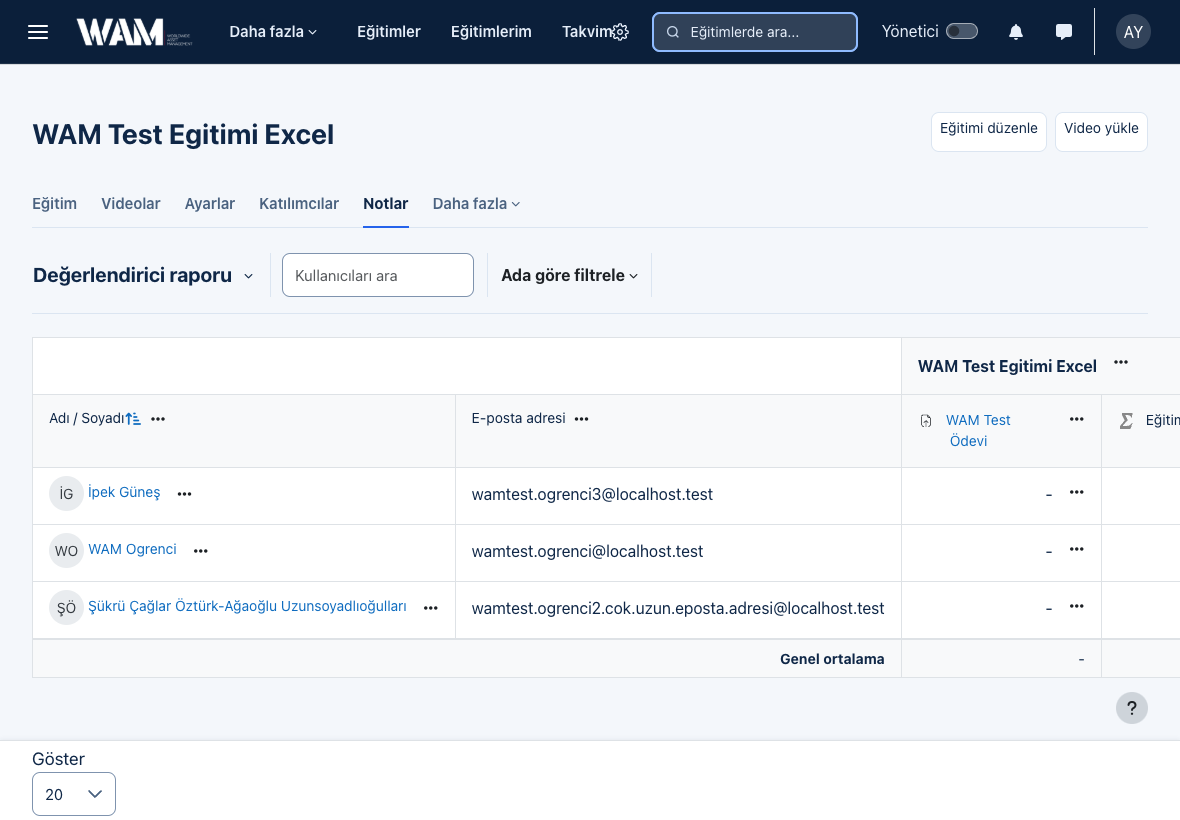 WAM
Daha fazla
Eğitimler
Eğitimlerim
Takvim
Eğitimlerde ara...
Yönetici
AY
WAM Test Egitimi Excel
Eğitimi düzenle
Video yükle
Eğitim
Videolar
Ayarlar
Katılımcılar
Notlar
Daha fazla
Değerlendirici raporu
Kullanıcıları ara
Ada göre filtrele
WAM Test Egitimi Excel
Adı / Soyadı
E-posta adresi
WAM Test
Ödevi
Eğitim
İG İpek Güneş
wamtest.ogrenci3@localhost.test
-
WO WAM Ogrenci
wamtest.ogrenci@localhost.test
-
ŞÖ Şükrü Çağlar Öztürk-Ağaoğlu Uzunsoyadlıoğulları
wamtest.ogrenci2.cok.uzun.eposta.adresi@localhost.test
-
Genel ortalama
-
?
Göster
20